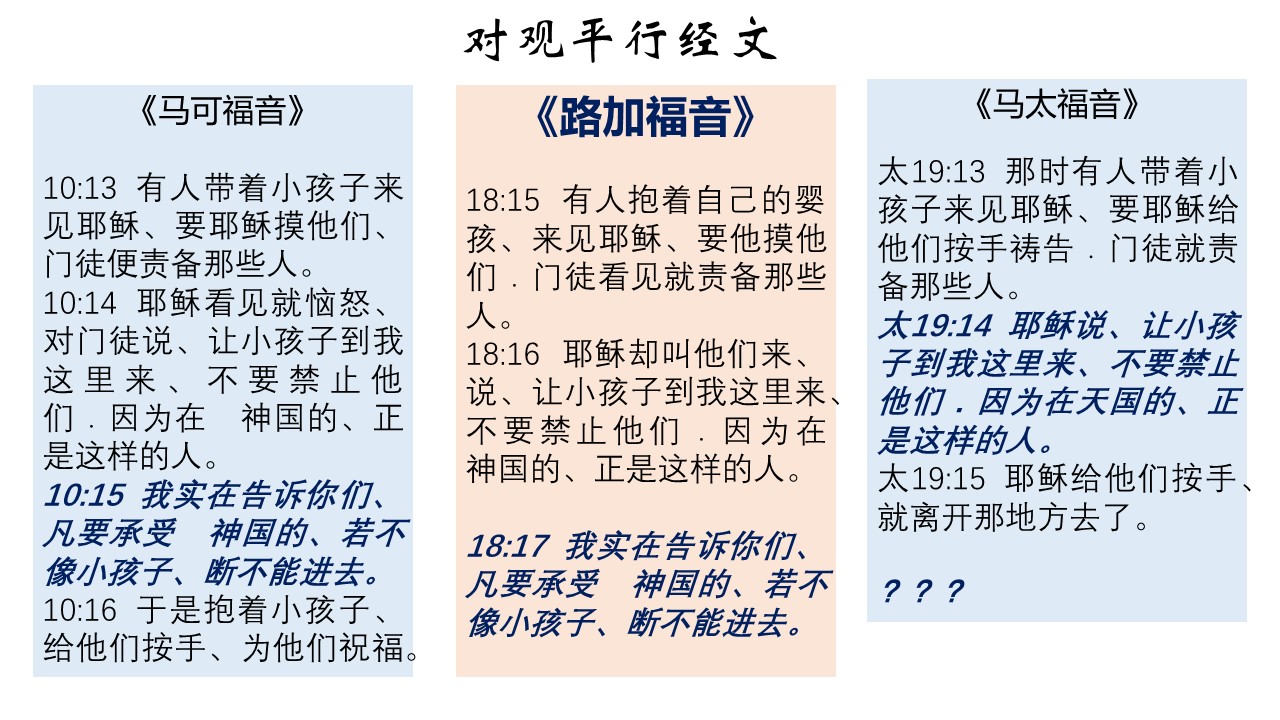 对观平行经文
《马可福音》
10:13 有人带着小孩子来
见耶稣、要耶稣摸他们、
门徒便责备那些人。
10:14 耶稣看见就恼怒、
对门徒说、让小孩子到我
这里来、不要禁止他
们．因为在　神国的、正
是这样的人。
10:15 我实在告诉你们、
凡要承受　神国的、若不
像小孩子、断不能进去。
10:16 于是抱着小孩子、
给他们按手、为他们祝福。
《路加福音》
18:15 有人抱着自己的婴
孩、来见耶稣、要他摸他
们．门徒看见就责备那些
人。
18:16 耶稣却叫他们来、
说、让小孩子到我这里来、
不要禁止他们．因为在
神国的、正是这样的人。
18:17 我实在告诉你们、
凡要承受　神国的、若不
像小孩子、断不能进去。
《马太福音》
太19:13 那时有人带着小
孩子来见耶稣、要耶稣给
他们按手祷告．门徒就责
备那些人。
太19:14 耶稣说、让小孩
子到我这里来、不要禁止
他们．因为在天国的、正
是这样的人。
太19:15 耶稣给他们按手、
就离开那地方去了。
？？？